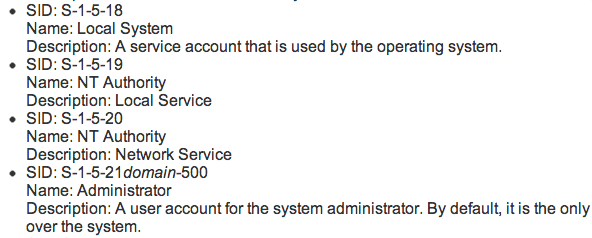 SID: S-1-5-18
Name: Local System
Description: A service account that is used by the operating system.
SID: S-1-5-19
Name: NT Authority
Description: Local Service
SID: S-1-5-20
Name: NT Authority
Description: Network Service
SID: S-1-5-21domain-500
Name: Administrator
Description: A user account for the system administrator. By default, it is the only
over the system.